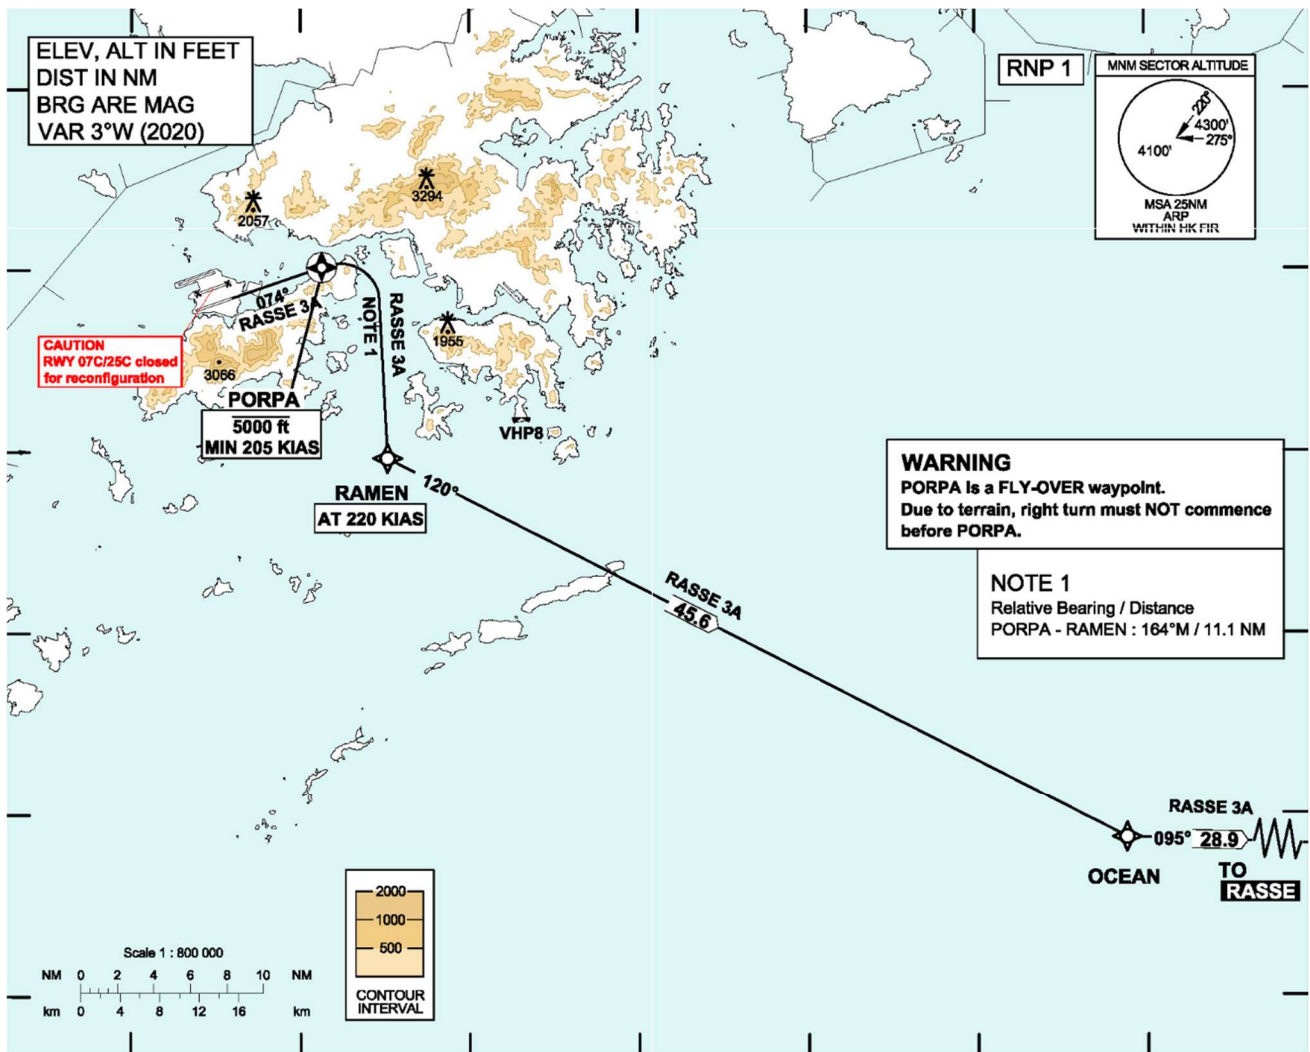 ELEV, ALT IN FEET
DIST IN NM
BRG ARE MAG
VAR 3°W (2020)
RNP 1
MNM SECTOR ALTITUDE
220°
4300'
275°
4100'
MSA 25NM
ARP
WITHIN HK FIR
3294
2057
074°
RASSE 3A
NOTE 1
RASSE 3A
CAUTION
RWY 07C/25C closed
for reconfiguration
1955
3066
PORPA
5000 ft
MIN 205 KIAS
VHP8
RAMEN
AT 220 KIAS
120°
WARNING
PORPA is a FLY-OVER waypoint.
Due to terrain, right turn must NOT commence
before PORPA.
NOTE 1
Relative Bearing / Distance
PORPA - RAMEN : 164°M / 11.1 NM
RASSE 3A
45.6
RASSE 3A
095° 28.9
OCEAN
TO
RASSE
2000
1000
500
CONTOUR
INTERVAL
Scale 1 : 800 000
NM 0 2 4 6 8 10 NM
km 0 4 8 12 16 km